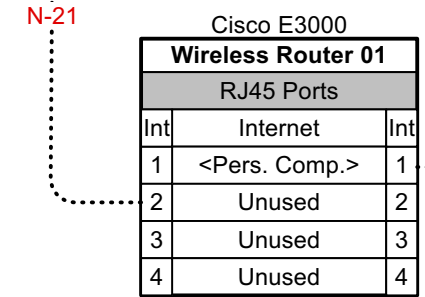 N-21
Cisco E3000
Wireless Router 01
RJ45 Ports
Int Internet Int
1 <Pers. Comp.> 1
2 Unused 2
3 Unused 3
4 Unused 4